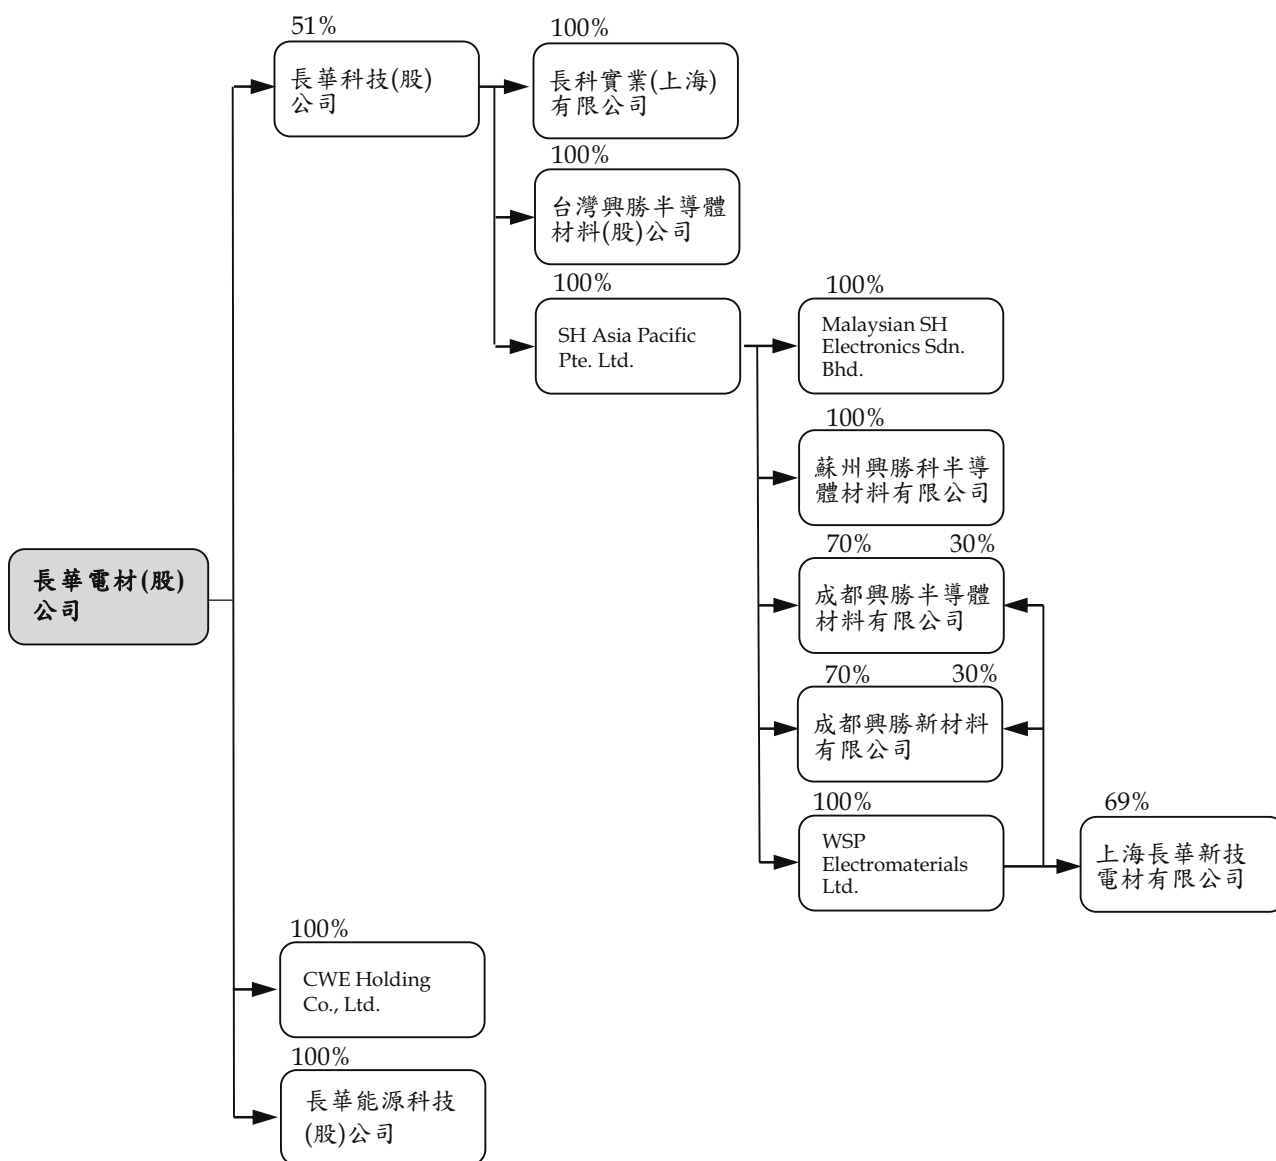 51%
長華科技(股)
公司
100%
長科實業(上海)
有限公司
100%
台灣興勝半導體
材料(股)公司
100%
SH Asia Pacific
Pte. Ltd.
100%
Malaysian SH
Electronics Sdn.
Bhd.
100%
蘇州興勝科半導
體材料有限公司
70% 30%
成都興勝半導體
材料有限公司
70% 30%
成都興勝新材料
有限公司
100%
WSP
Electromaterials
Ltd.
69%
上海長華新技
電材有限公司
長華電材(股)
公司
100%
CWE Holding
Co., Ltd.
100%
長華能源科技
(股)公司